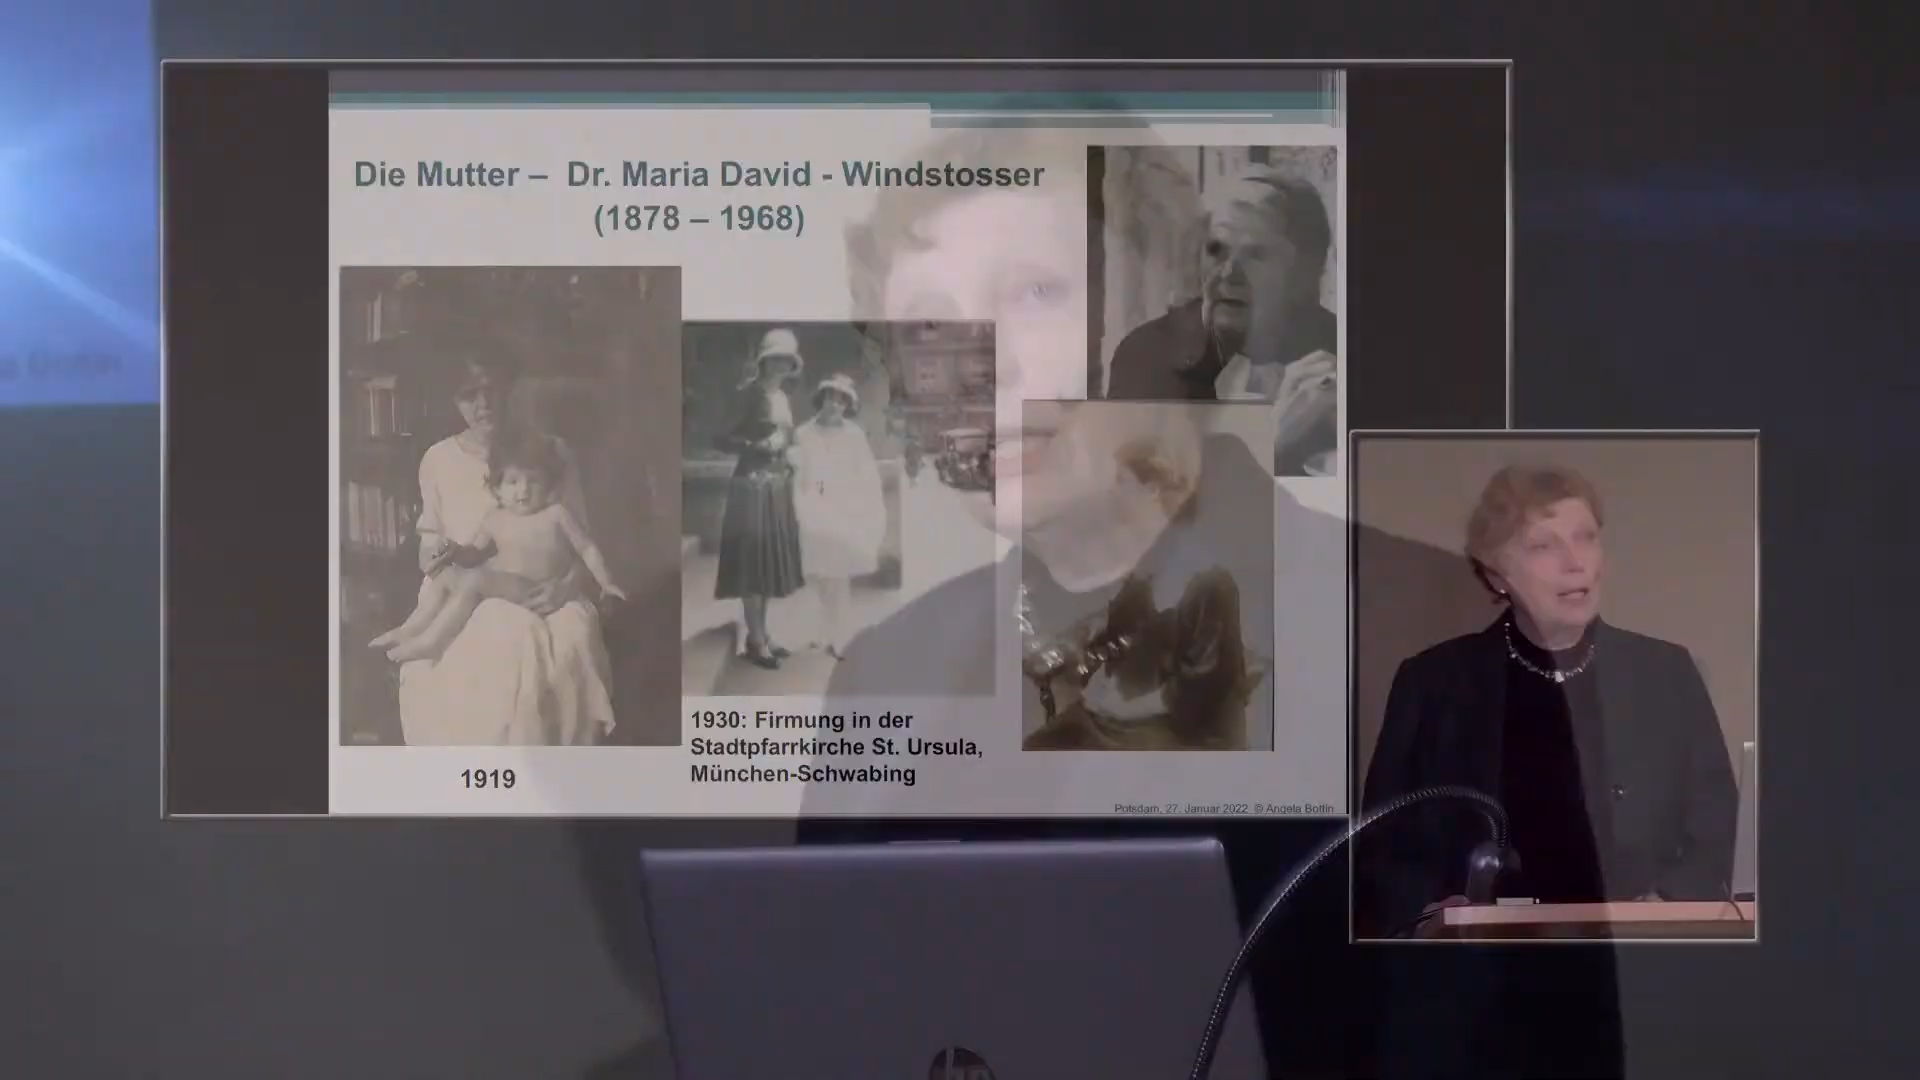 Die Mutter – Dr. Maria David - Windstosser
(1878 – 1968)
1930: Firmung in der
Stadtpfarrkirche St. Ursula,
München-Schwabing
1919
Potsdam, 27. Januar 2022 © Angela Bottin